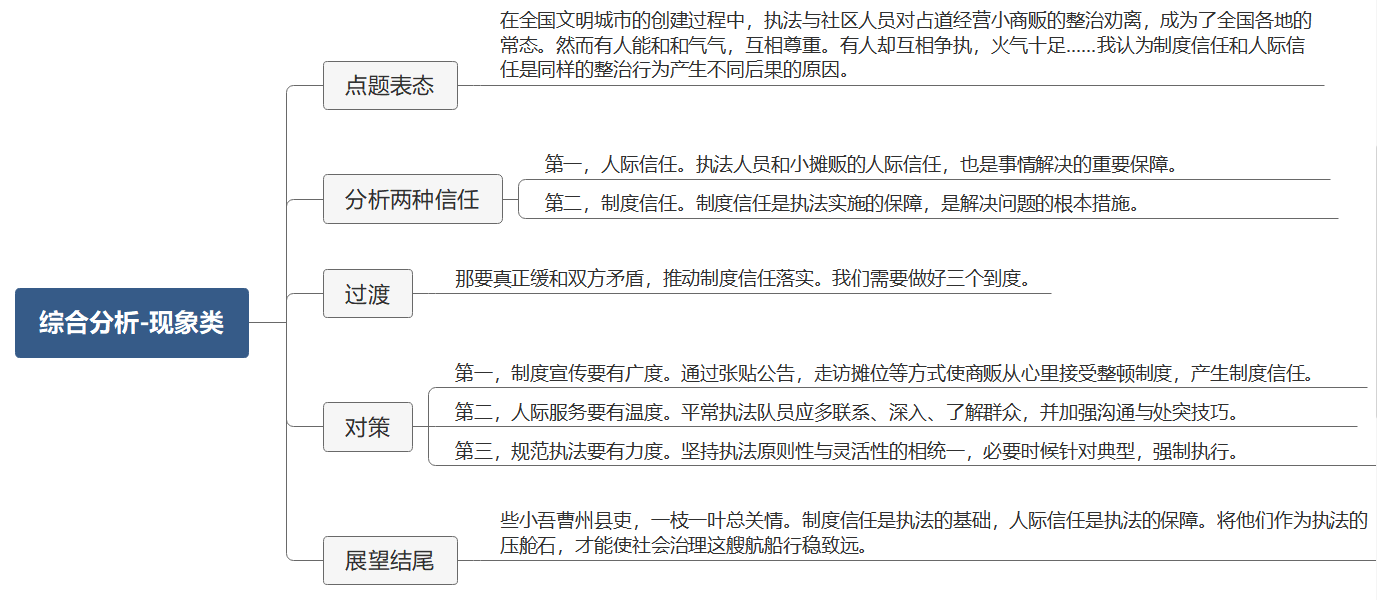 综合分析-现象类
点题表态
在全国文明城市的创建过程中，执法与社区人员对占道经营小商贩的整治劝离，成为了全国各地的
常态。然而有人能和和气气，互相尊重。有人却互相争执，火气十足......我认为制度信任和人际信
任是同样的整治行为产生不同后果的原因。
分析两种信任
第一，人际信任。执法人员和小摊贩的人际信任，也是事情解决的重要保障。
第二，制度信任。制度信任是执法实施的保障，是解决问题的根本措施。
过渡
那要真正缓和双方矛盾，推动制度信任落实。我们需要做好三个到度。
对策
第一，制度宣传要有广度。通过张贴公告，走访摊位等方式使商贩从心里接受整顿制度，产生制度信任。
第二，人际服务要有温度。平常执法队员应多联系、深入、了解群众，并加强沟通与处突技巧。
第三，规范执法要有力度。坚持执法原则性与灵活性的相统一，必要时候针对典型，强制执行。
展望结尾
些小吾曹州县吏，一枝一叶总关情。制度信任是执法的基础，人际信任是执法的保障。将他们作为执法的
压舱石，才能使社会治理这艘航船行稳致远。